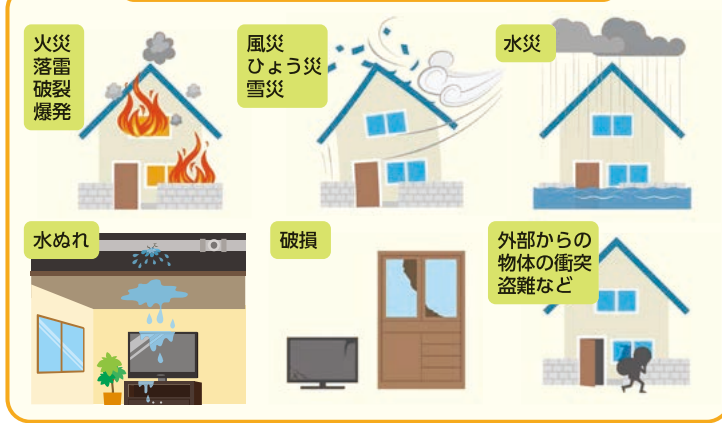 火災
落雷
破裂
爆発
風災
ひょう災
雪災
水災
水ぬれ
破損
外部からの
物体の衝突
盗難など